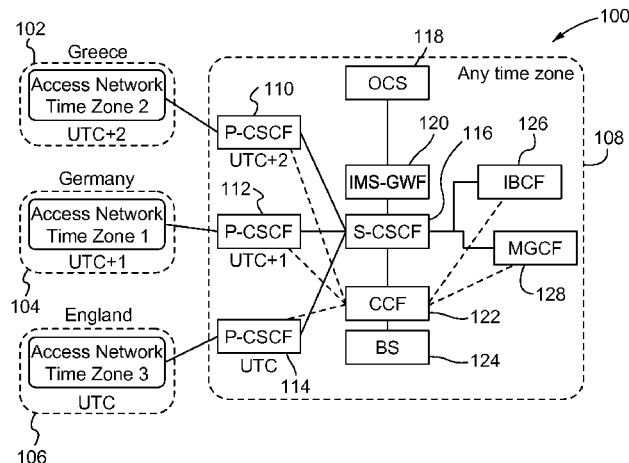 100
102
Greece
Access Network
Time Zone 2
UTC+2
Germany
Access Network
Time Zone 1
UTC+1
104
England
Access Network
Time Zone 3
UTC
106
110
P-CSCF
UTC+2
112
P-CSCF
UTC+1
P-CSCF
UTC
114
118
OCS
Any time zone
120
IMS-GWF
116
S-CSCF
126
IBCF
108
MGCF
128
CCF
122
BS
124